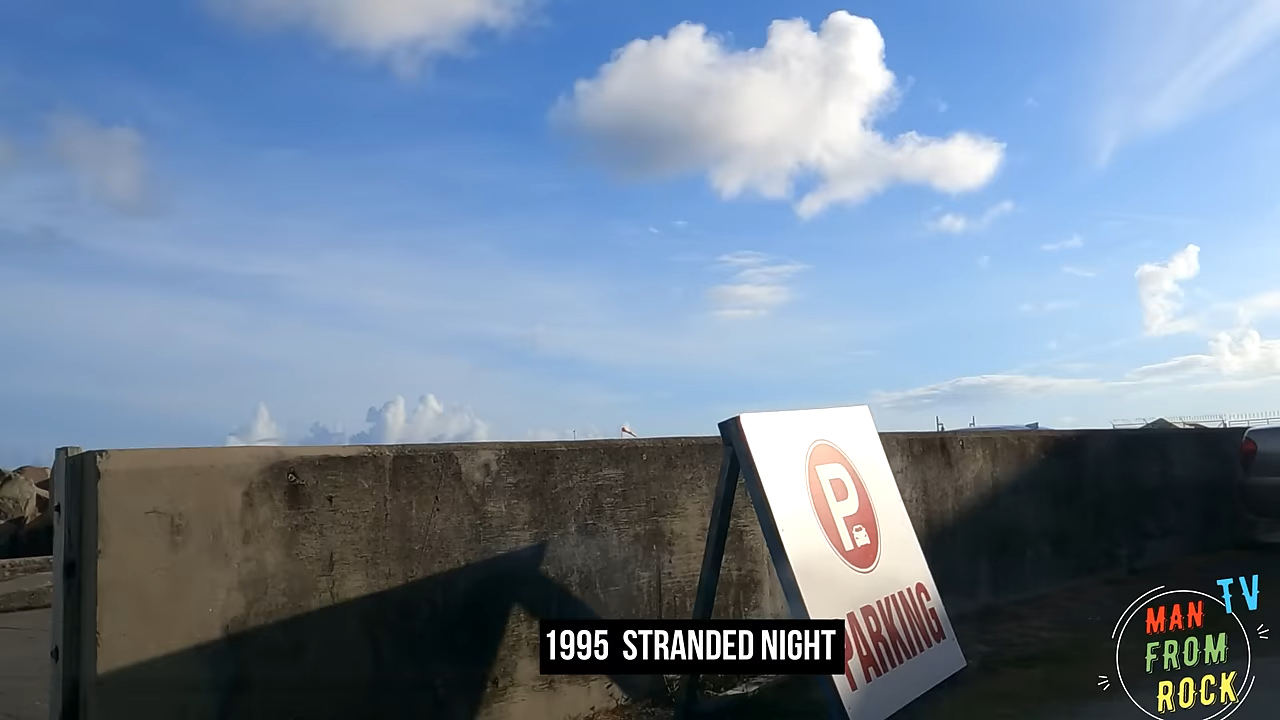 P
PARKING
1995 STRANDED NIGHT
MAN
TV
FROM
ROCK